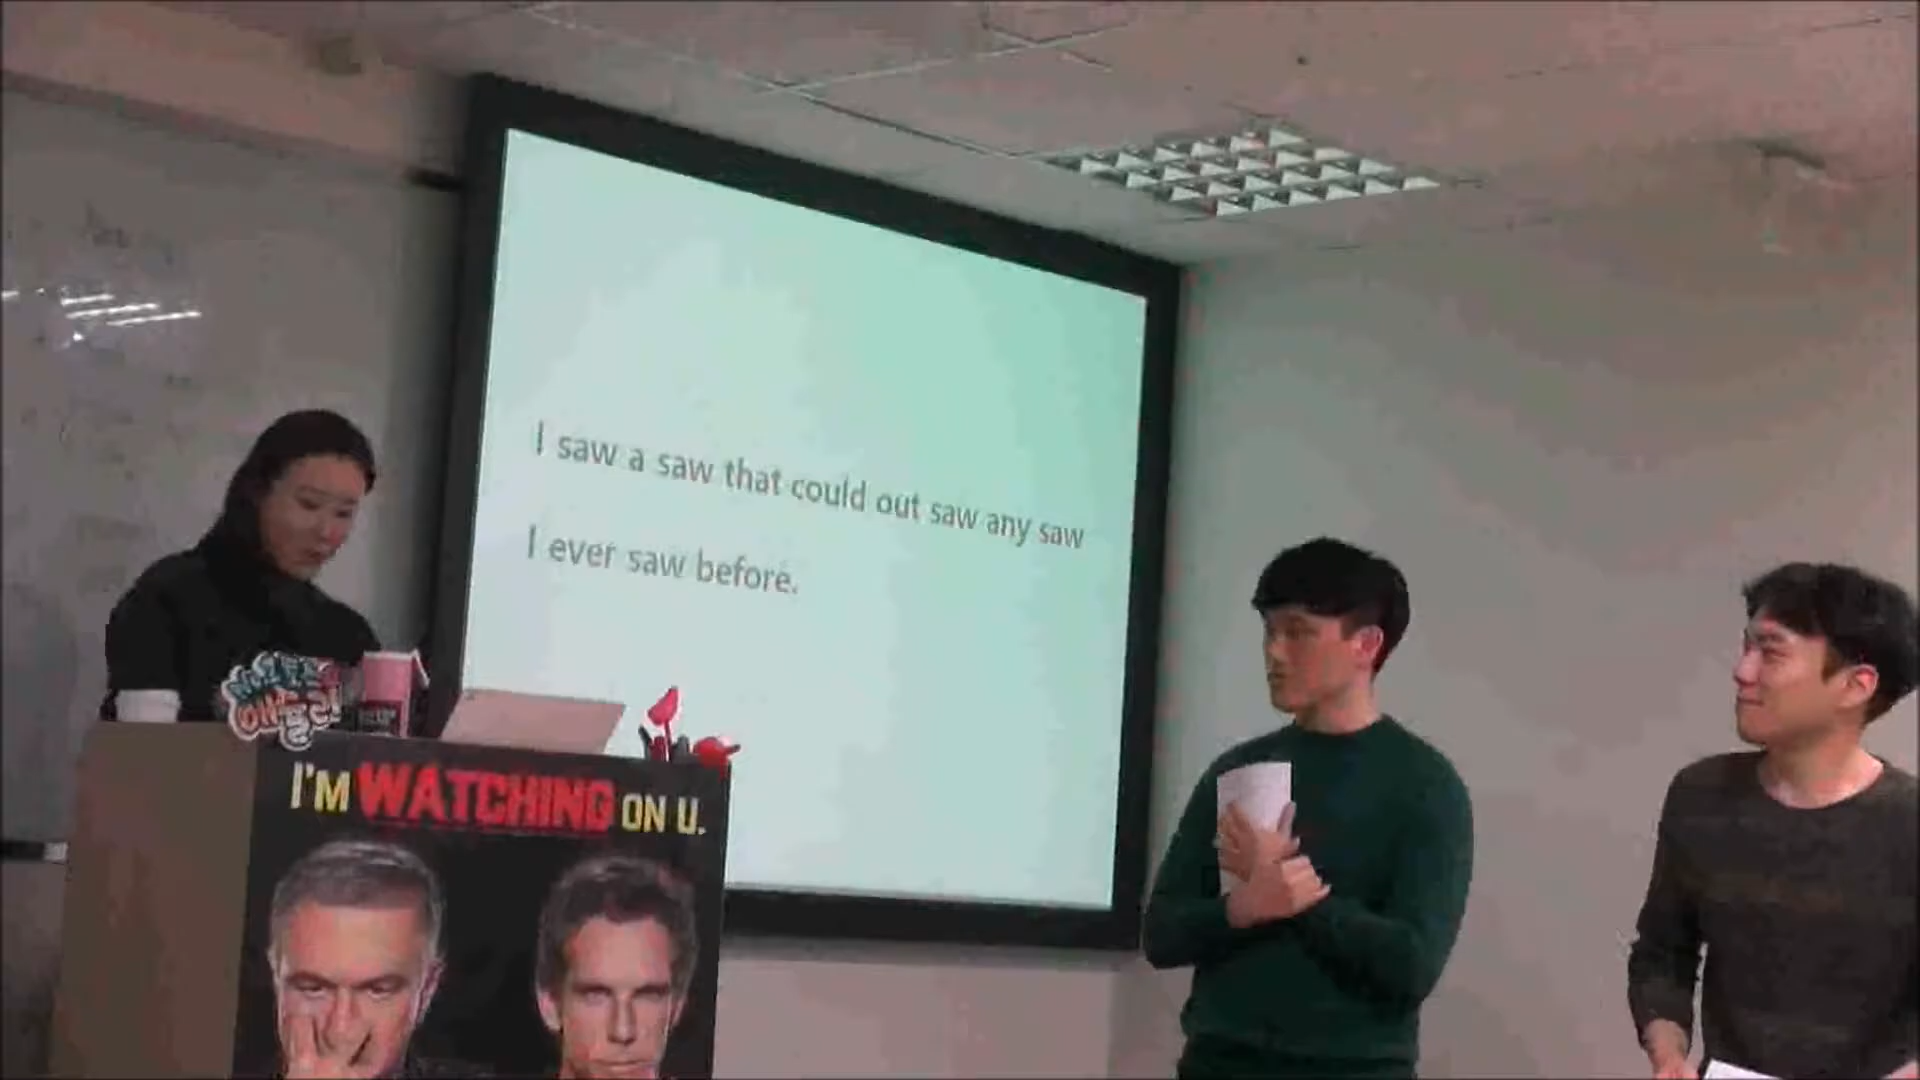 I saw a saw that could out saw any saw
I ever saw before.
I'M WATCHING ON U.